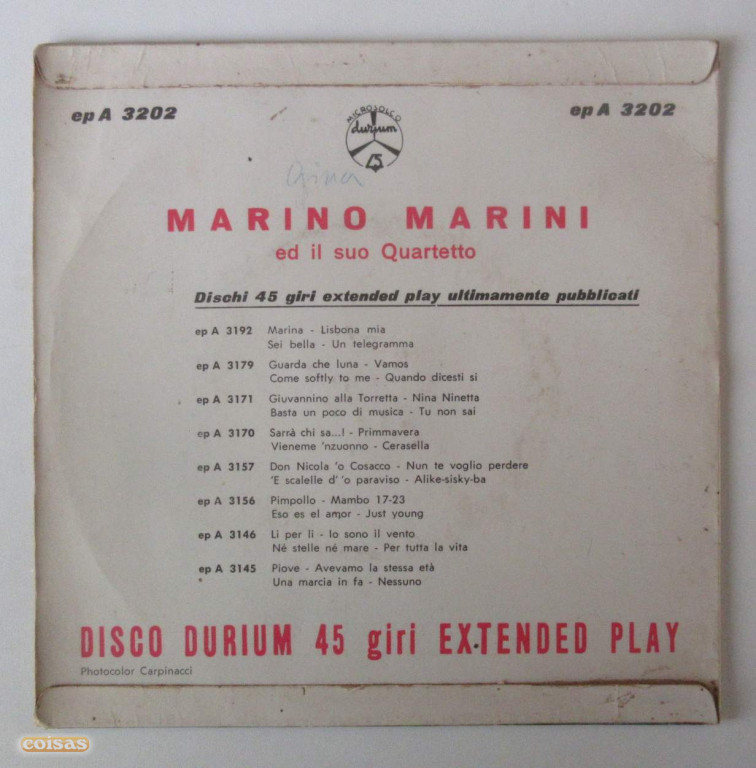 ep A 3202
ep A 3202
MICROSOLCO
durium
45
Gina
MARINO MARINI
ed il suo Quartetto
Dischi 45 giri extended play ultimamente pubblicati
ep A 3192 Marina - Lisbona mia
Sei bella - Un telegramma
ep A 3179 Guarda che luna - Vamos
Come softly to me - Quando dicesti si
ep A 3171 Giuvannino alla Torretta - Nina Ninetta
Basta un poco di musica - Tu non sai
ep A 3170 Sarrà chi sa...! - Primmavera
Vieneme 'nzuonno - Cerasella
ep A 3157 Don Nicola 'o Cosacco - Nun te voglio perdere
'E scalelle d' 'o paraviso - Alike-sisky-ba
ep A 3156 Pimpollo - Mambo 17-23
Eso es el amor - Just young
ep A 3146 Li per li - Io sono il vento
Né stelle né mare - Per tutta la vita
ep A 3145 Piove - Avevamo la stessa età
Una marcia in fa - Nessuno
DISCO DURIUM 45 giri EXTENDED PLAY
Photocolor Carpinacci
coisas